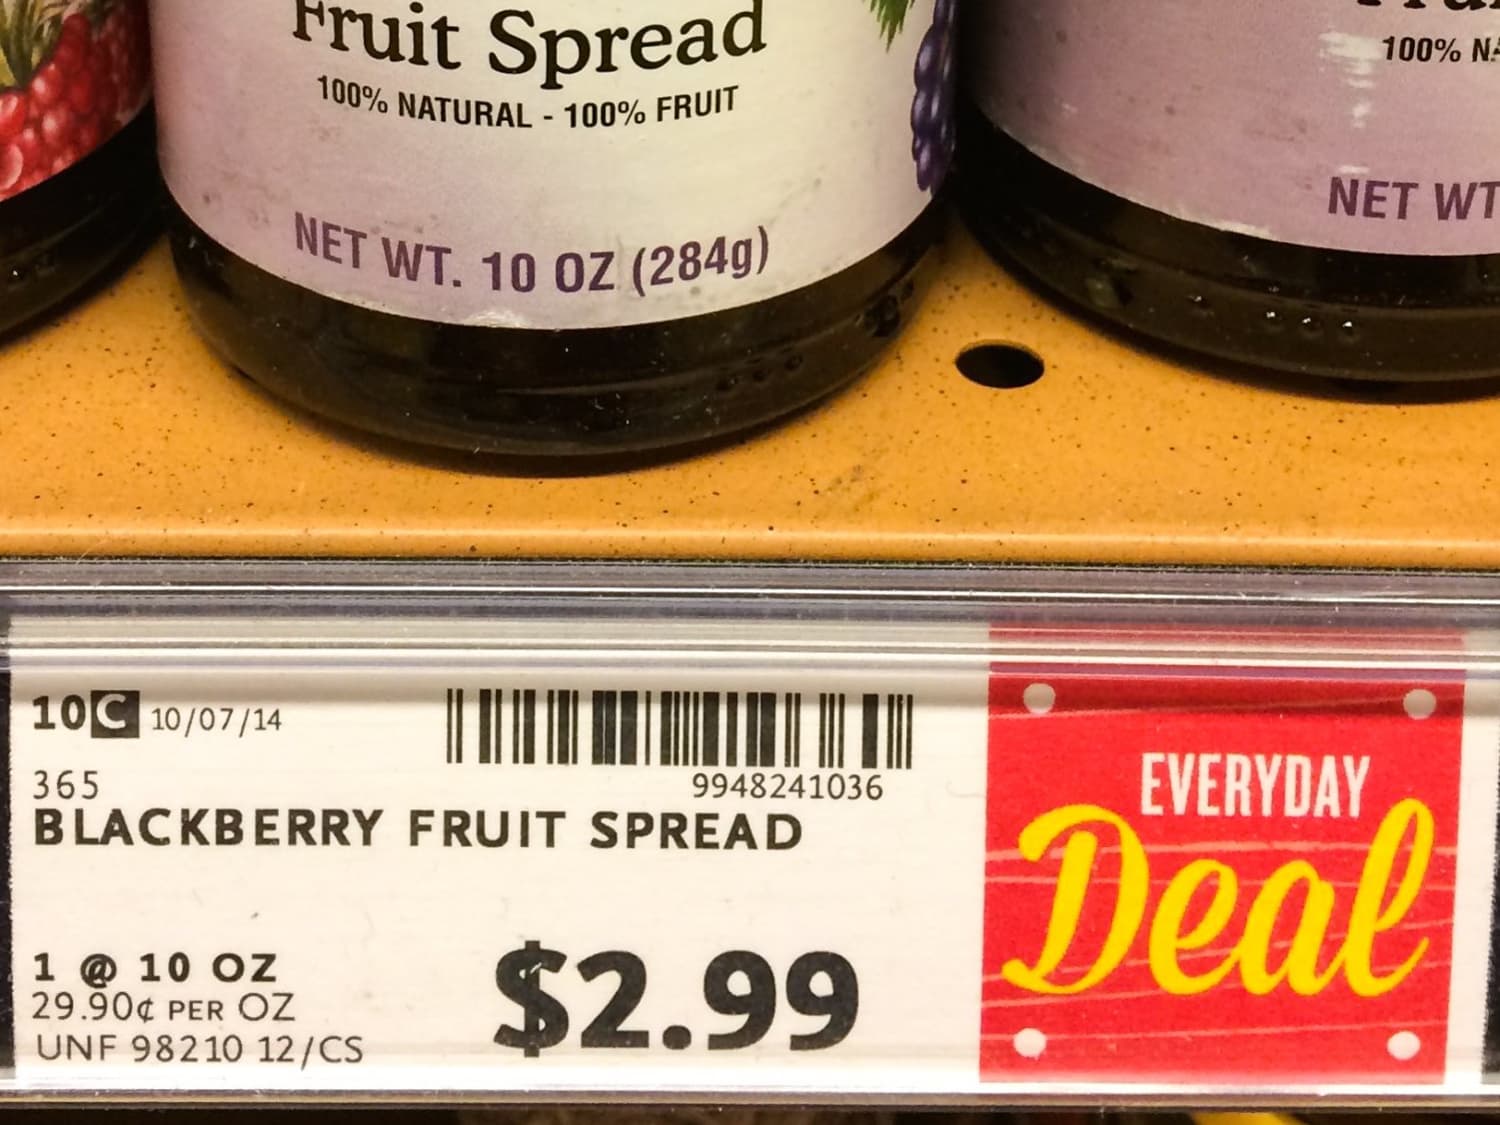 Fruit Spread
100% NATURAL - 100% FRUIT
NET WT. 10 OZ (284g)
100%
NET WT
10C 10/07/14
9948241036
365
BLACKBERRY FRUIT SPREAD
1 @ 10 OZ
29.90¢ PER OZ
UNF 98210 12/CS
$2.99
EVERYDAY
Deal